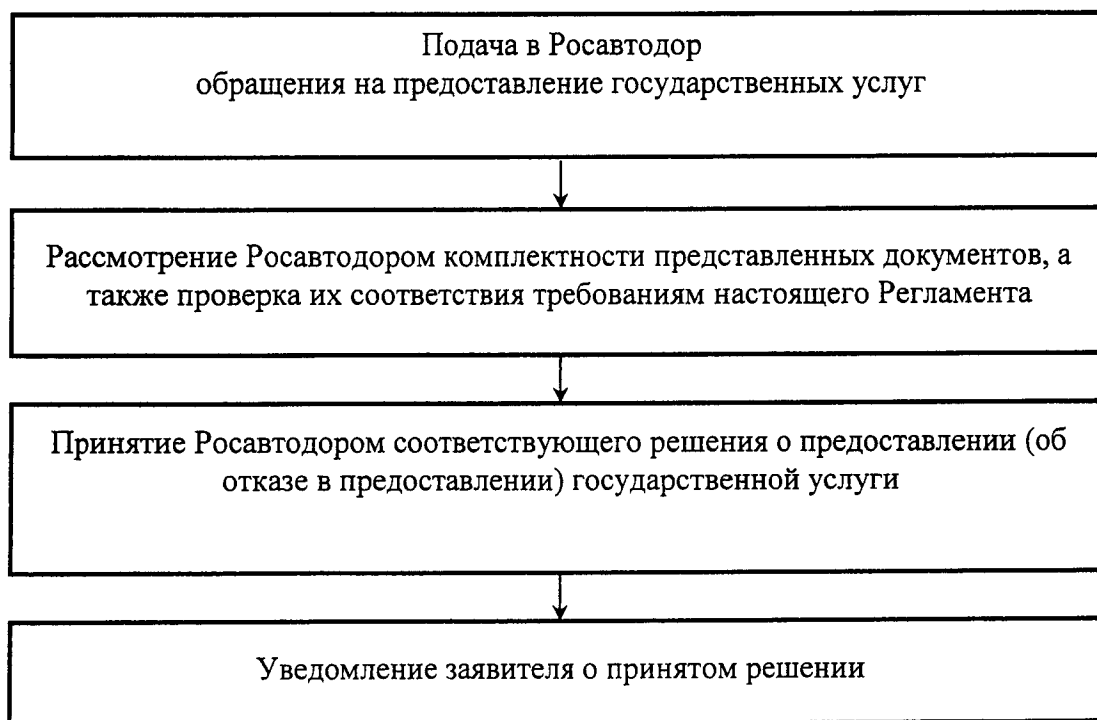 Подача в Росавтодор
обращения на предоставление государственных услуг
Рассмотрение Росавтодором комплектности представленных документов, а
также проверка их соответствия требованиям настоящего Регламента
Принятие Росавтодором соответствующего решения о предоставлении (об
отказе в предоставлении) государственной услуги
Уведомление заявителя о принятом решении